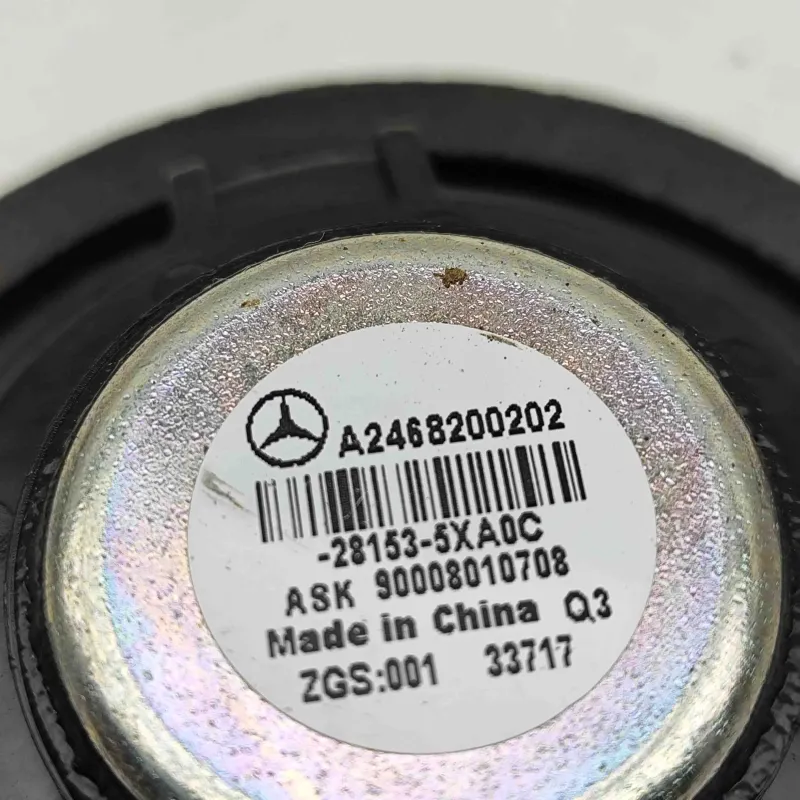 A2468200202
-28153-5XA0C
ASK 90008010708
Made in China Q3
ZGS:001 33717